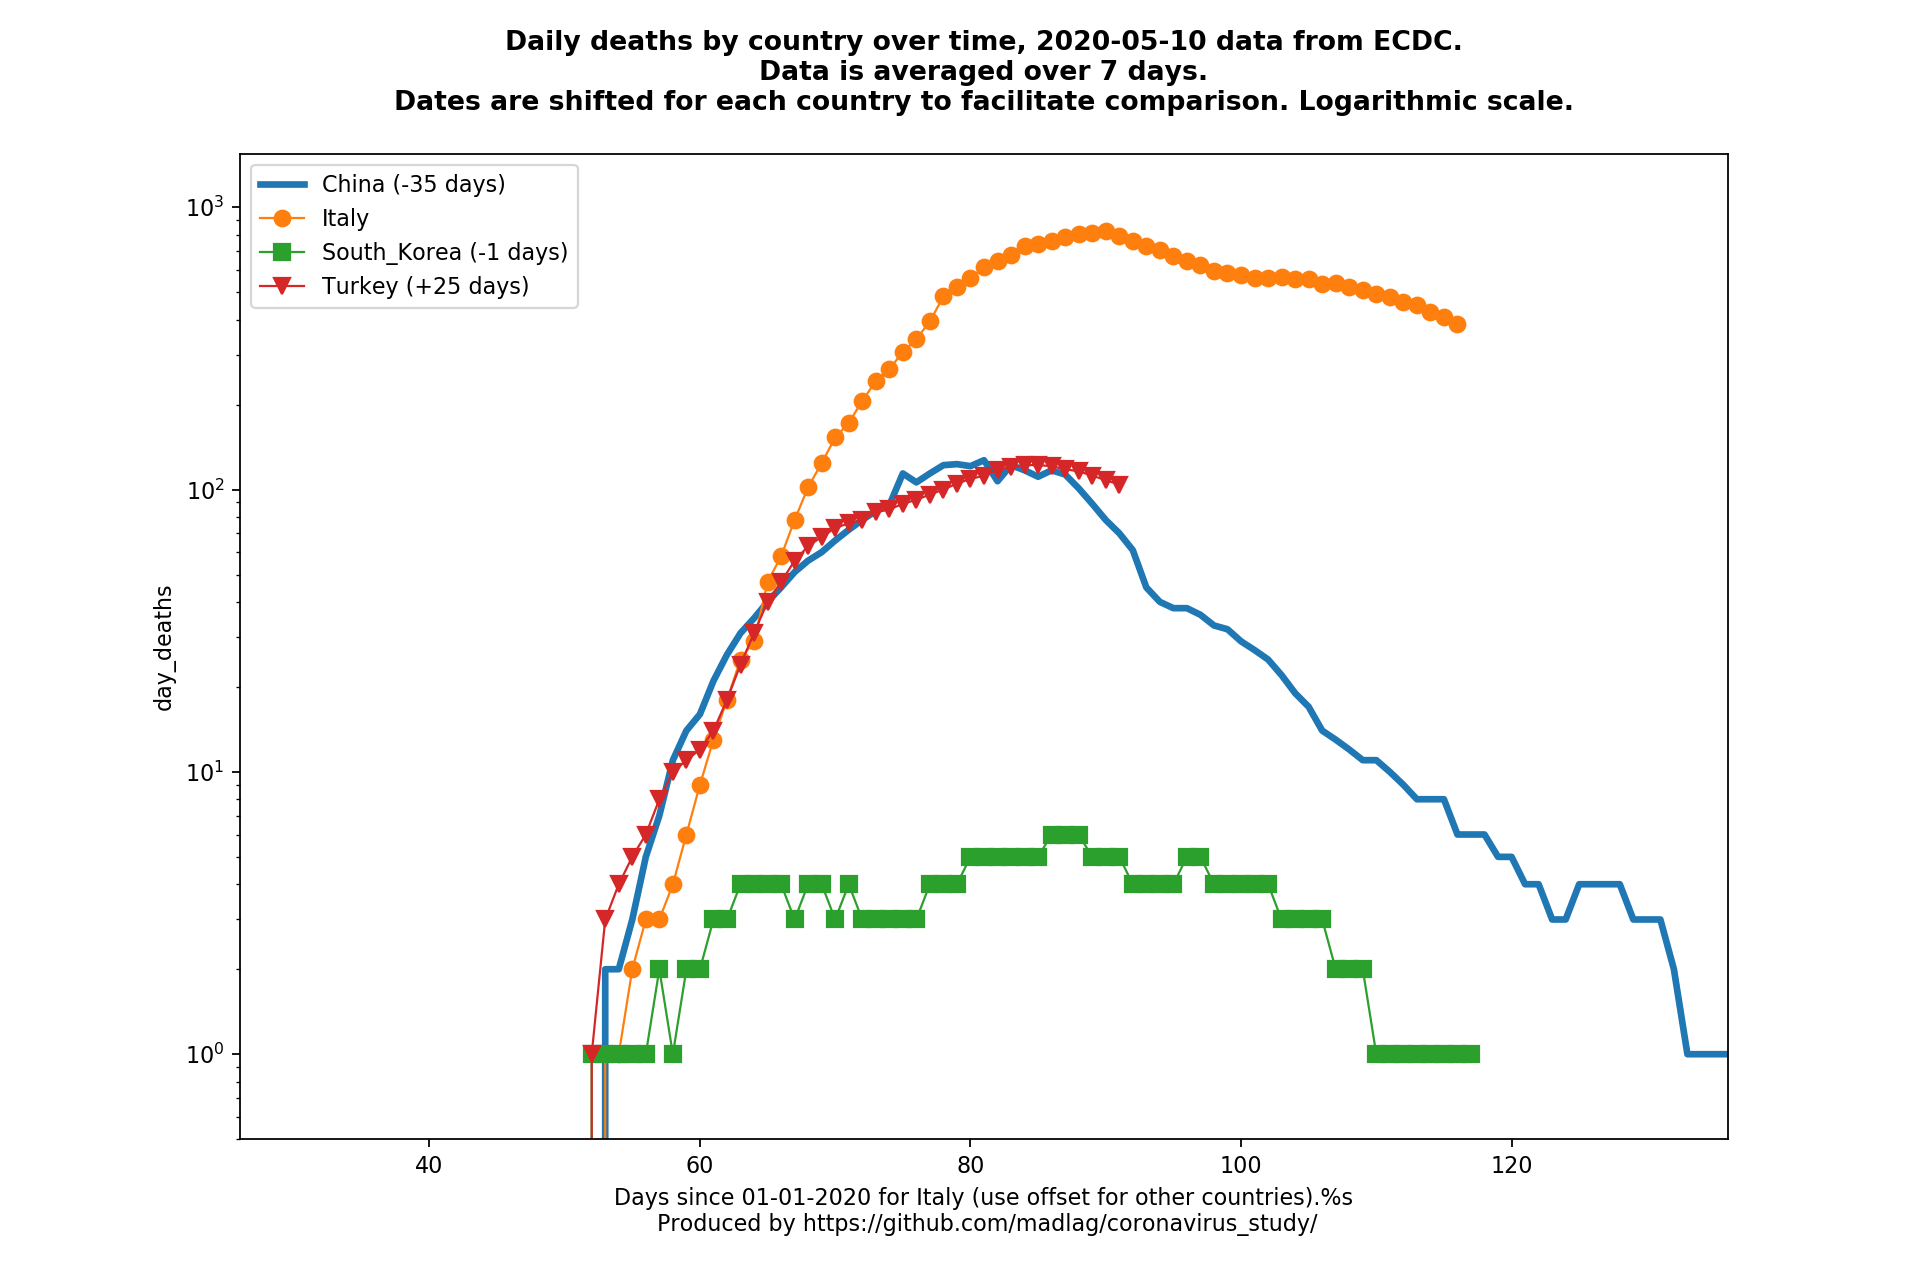 Daily deaths by country over time, 2020-05-10 data from ECDC.
Data is averaged over 7 days.
Dates are shifted for each country to facilitate comparison. Logarithmic scale.
China (-35 days)
Italy
South_Korea (-1 days)
Turkey (+25 days)
10³
10²
10¹
10⁰
day_deaths
40 60 80 100 120
Days since 01-01-2020 for Italy (use offset for other countries).%s
Produced by https://github.com/madlag/coronavirus_study/